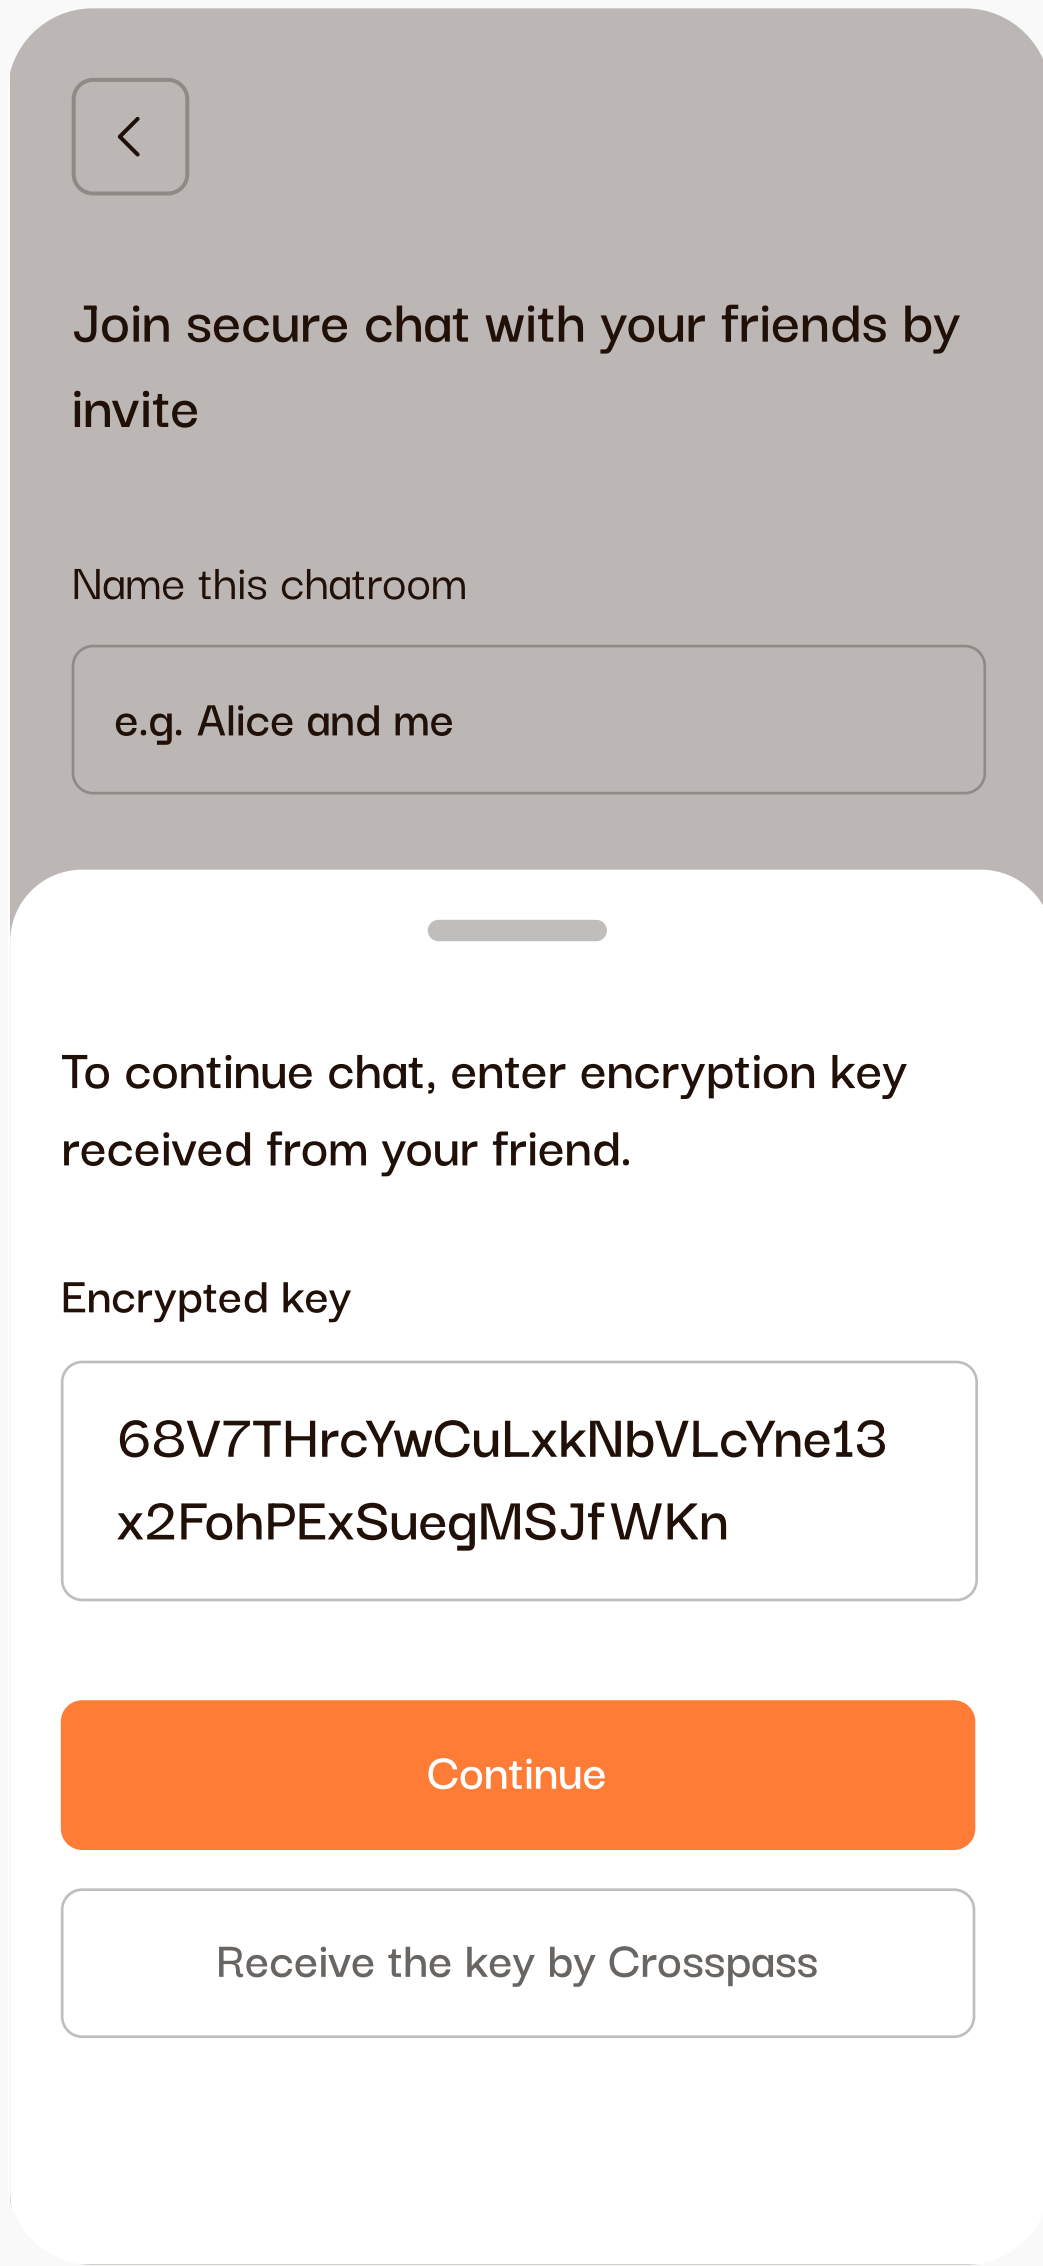 Join secure chat with your friends by
invite
Name this chatroom
e.g. Alice and me
To continue chat, enter encryption key
received from your friend.
Encrypted key
68V7THrcYwCuLxkNbVLcYne13
x2FohPExSuegMSJfWKn
Continue
Receive the key by Crosspass